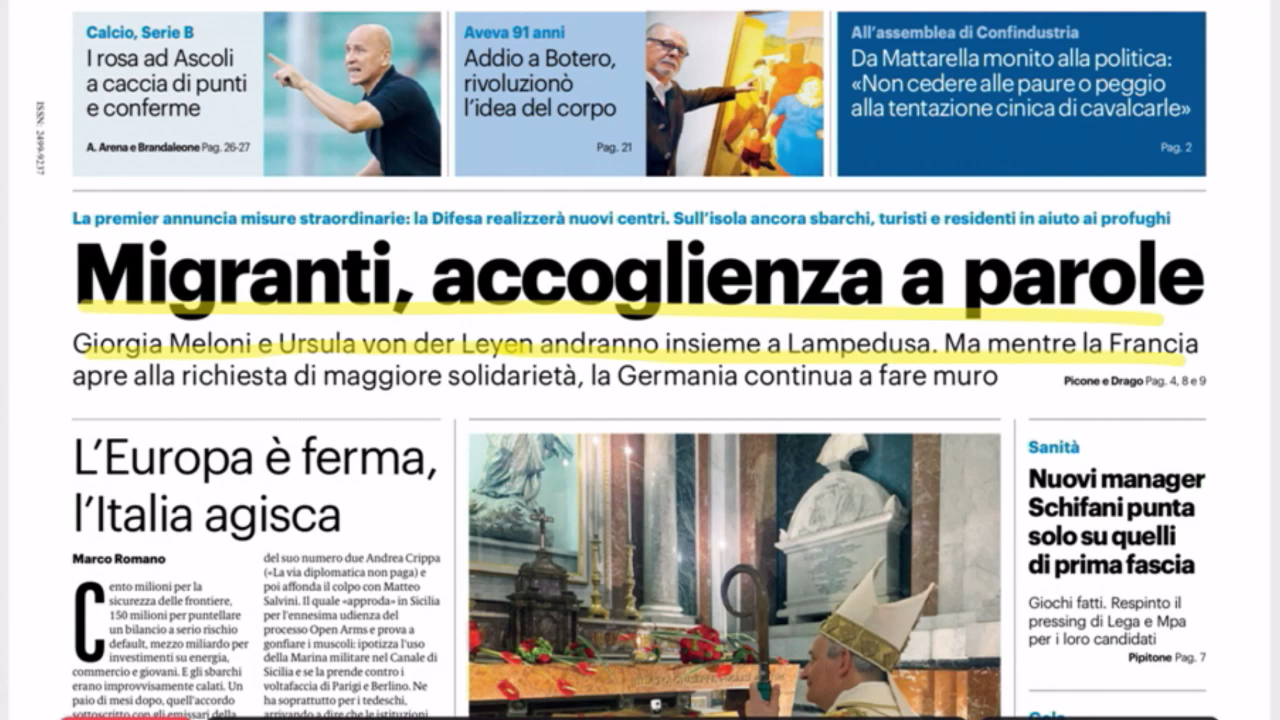 ISSN: 2499-9237
Calcio, Serie B
I rosa ad Ascoli
a caccia di punti
e conferme
A. Arena e Brandaleone Pag. 26-27
Aveva 91 anni
Addio a Botero,
rivoluzionò
l'idea del corpo
Pag. 21
All'assemblea di Confindustria
Da Mattarella monito alla politica:
«Non cedere alle paure o peggio
alla tentazione cinica di cavalcarle»
Pag. 2
La premier annuncia misure straordinarie: la Difesa realizzerà nuovi centri. Sull'isola ancora sbarchi, turisti e residenti in aiuto ai profughi
Migranti, accoglienza a parole
Giorgia Meloni e Ursula von der Leyen andranno insieme a Lampedusa. Ma mentre la Francia
apre alla richiesta di maggiore solidarietà, la Germania continua a fare muro
Picone e Drago Pag. 4, 8 e 9
L'Europa è ferma,
l'Italia agisca
Marco Romano
Cento milioni per la
sicurezza delle frontiere,
150 milioni per puntellare
un bilancio a serio rischio
default, mezzo miliardo per
investimenti su energia,
commercio e giovani. E gli sbarchi
erano improvvisamente calati. Un
paio di mesi dopo, quell'accordo
sottoscritto con gli emissari della
del suo numero due Andrea Crippa
(«La via diplomatica non paga) e
poi affonda il colpo con Matteo
Salvini. Il quale «approda» in Sicilia
per l'ennesima udienza del
processo Open Arms e prova a
gonfiare i muscoli: ipotizza l'uso
della Marina militare nel Canale di
Sicilia e se la prende contro i
voltafaccia di Parigi e Berlino. Ne
ha soprattutto per i tedeschi,
arrivando a dire che le istituzioni
Sanità
Nuovi manager
Schifani punta
solo su quelli
di prima fascia
Giochi fatti. Respinto il
pressing di Lega e Mpa
per i loro candidati
Pipitone Pag. 7